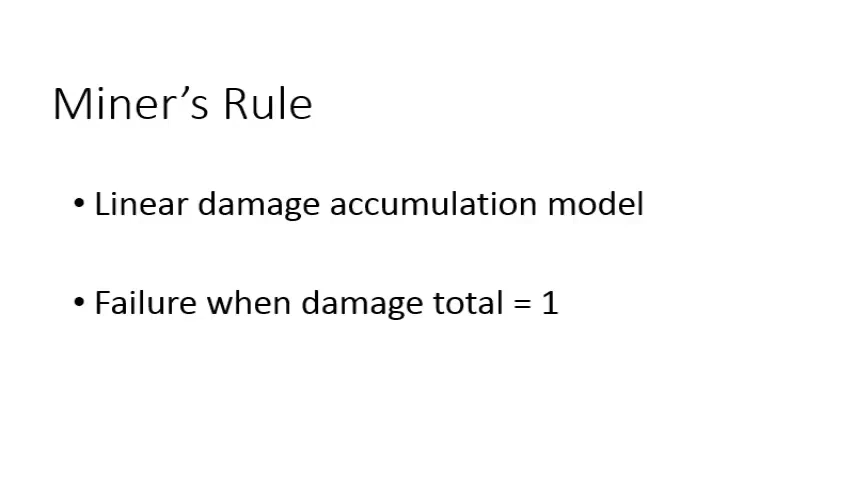 Miner’s Rule
• Linear damage accumulation model
• Failure when damage total = 1